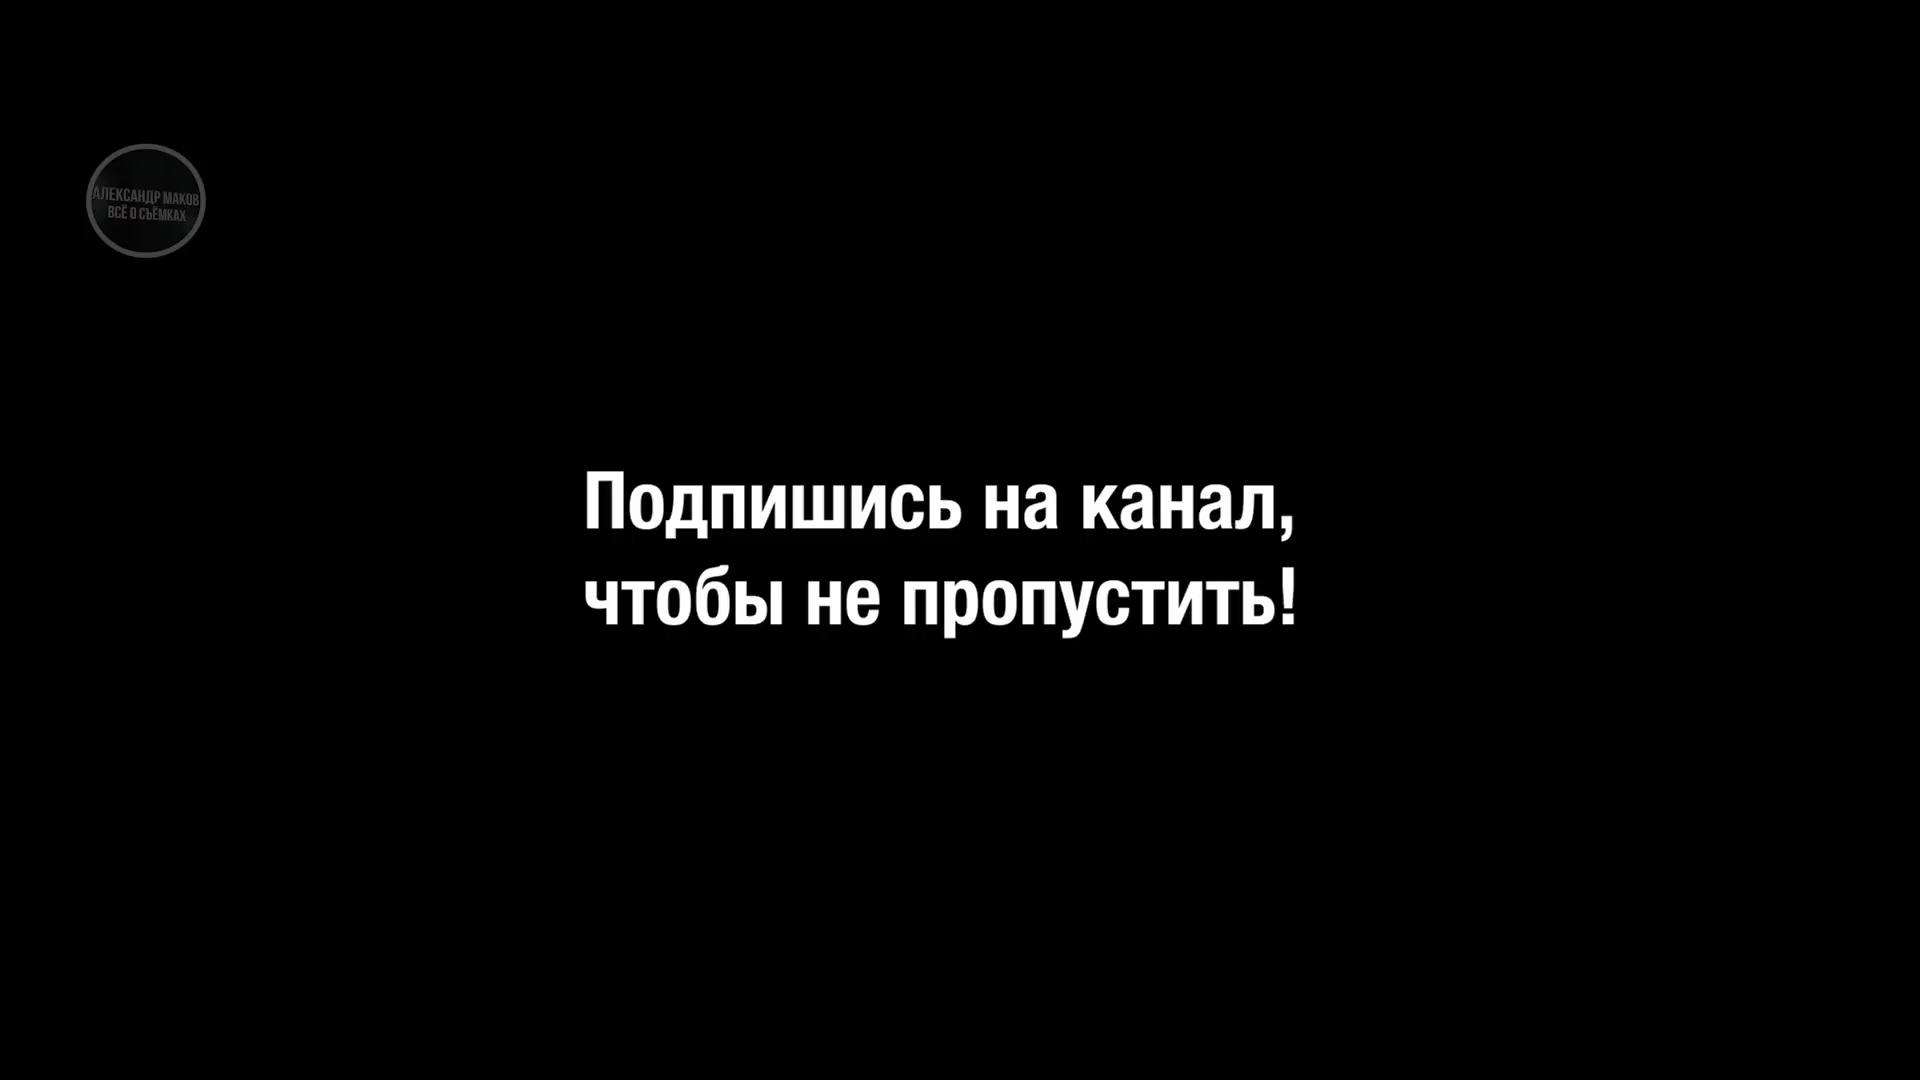 АЛЕКСАНДР МАКОВ
ВСЁ О СЪЁМКАХ
Подпишись на канал,
чтобы не пропустить!